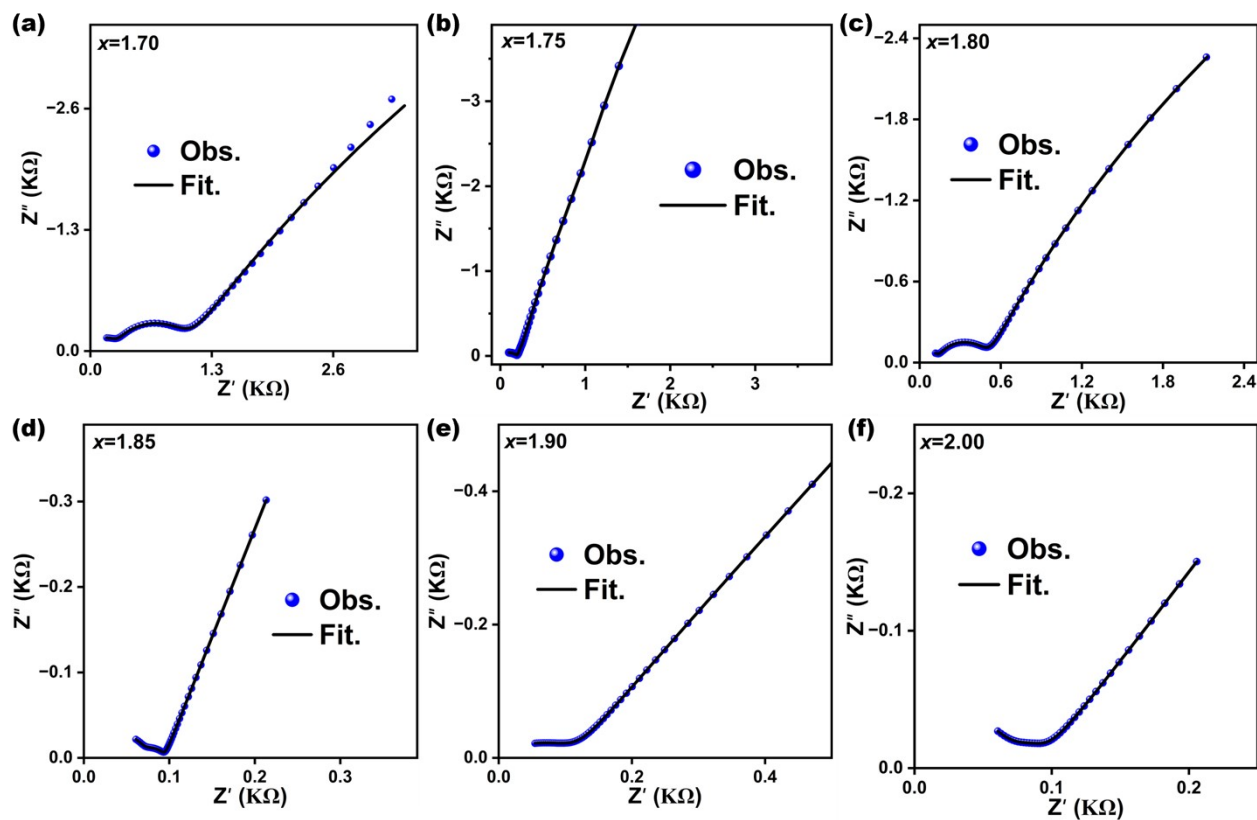 (a)
x=1.70
−2.6
−1.3
0.0
Z″ (KΩ)
Obs.
Fit.
0.0 1.3 2.6
Z′ (KΩ)
(b)
x=1.75
−3
−2
−1
0
Z″ (KΩ)
Obs.
Fit.
0 1 2 3
Z′ (KΩ)
(c)
x=1.80
−2.4
−1.8
−1.2
−0.6
0.0
Z″ (KΩ)
Obs.
Fit.
0.0 0.6 1.2 1.8 2.4
Z′ (KΩ)
(d)
x=1.85
−0.3
−0.2
−0.1
0.0
Z″ (KΩ)
Obs.
Fit.
0.0 0.1 0.2 0.3
Z′ (KΩ)
(e)
x=1.90
−0.4
−0.2
0.0
Z″ (KΩ)
Obs.
Fit.
0.0 0.2 0.4
Z′ (KΩ)
(f)
x=2.00
−0.2
−0.1
0.0
Z″ (KΩ)
Obs.
Fit.
0.0 0.1 0.2
Z′ (KΩ)